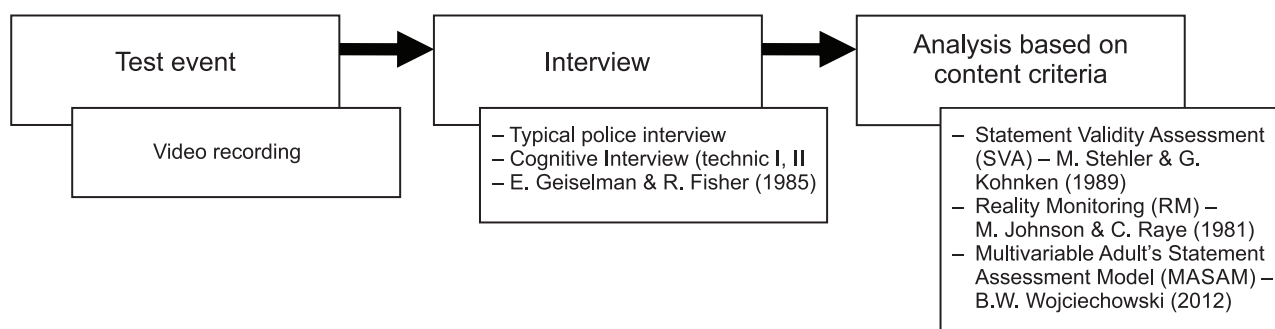 Test event
Video recording
Interview
– Typical police interview
– Cognitive Interview (technic I, II
– E. Geiselman & R. Fisher (1985)
Analysis based on
content criteria
– Statement Validity Assessment
(SVA) – M. Stehler & G.
Kohnken (1989)
– Reality Monitoring (RM) –
M. Johnson & C. Raye (1981)
– Multivariable Adult’s Statement
Assessment Model (MASAM) –
B.W. Wojciechowski (2012)